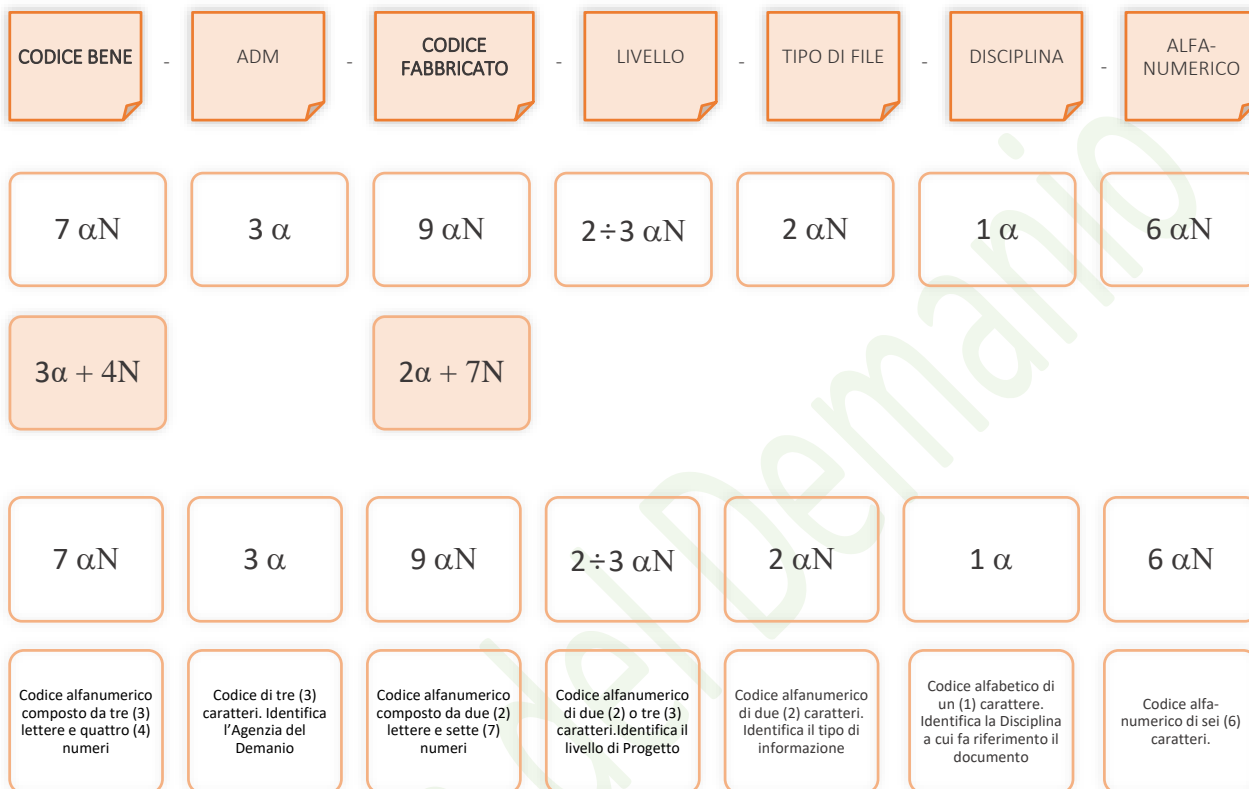 CODICE BENE - ADM - CODICE FABBRICATO - LIVELLO - TIPO DI FILE - DISCIPLINA - ALFA-NUMERICO
7 αN
3 α
9 αN
2÷3 αN
2 αN
1 α
6 αN
3α + 4N
2α + 7N
7 αN
3 α
9 αN
2÷3 αN
2 αN
1 α
6 αN
Codice alfanumerico
composto da tre (3)
lettere e quattro (4)
numeri
Codice di tre (3)
caratteri. Identifica
l'Agenzia del
Demanio
Codice alfanumerico
composto da due (2)
lettere e sette (7)
numeri
Codice alfanumerico
di due (2) o tre (3)
caratteri.Identifica il
livello di Progetto
Codice alfanumerico
di due (2) caratteri.
Identifica il tipo di
informazione
Codice alfabetico di
un (1) carattere.
Identifica la Disciplina
a cui fa riferimento il
documento
Codice alfa-
numerico di sei (6)
caratteri.
del Demanio